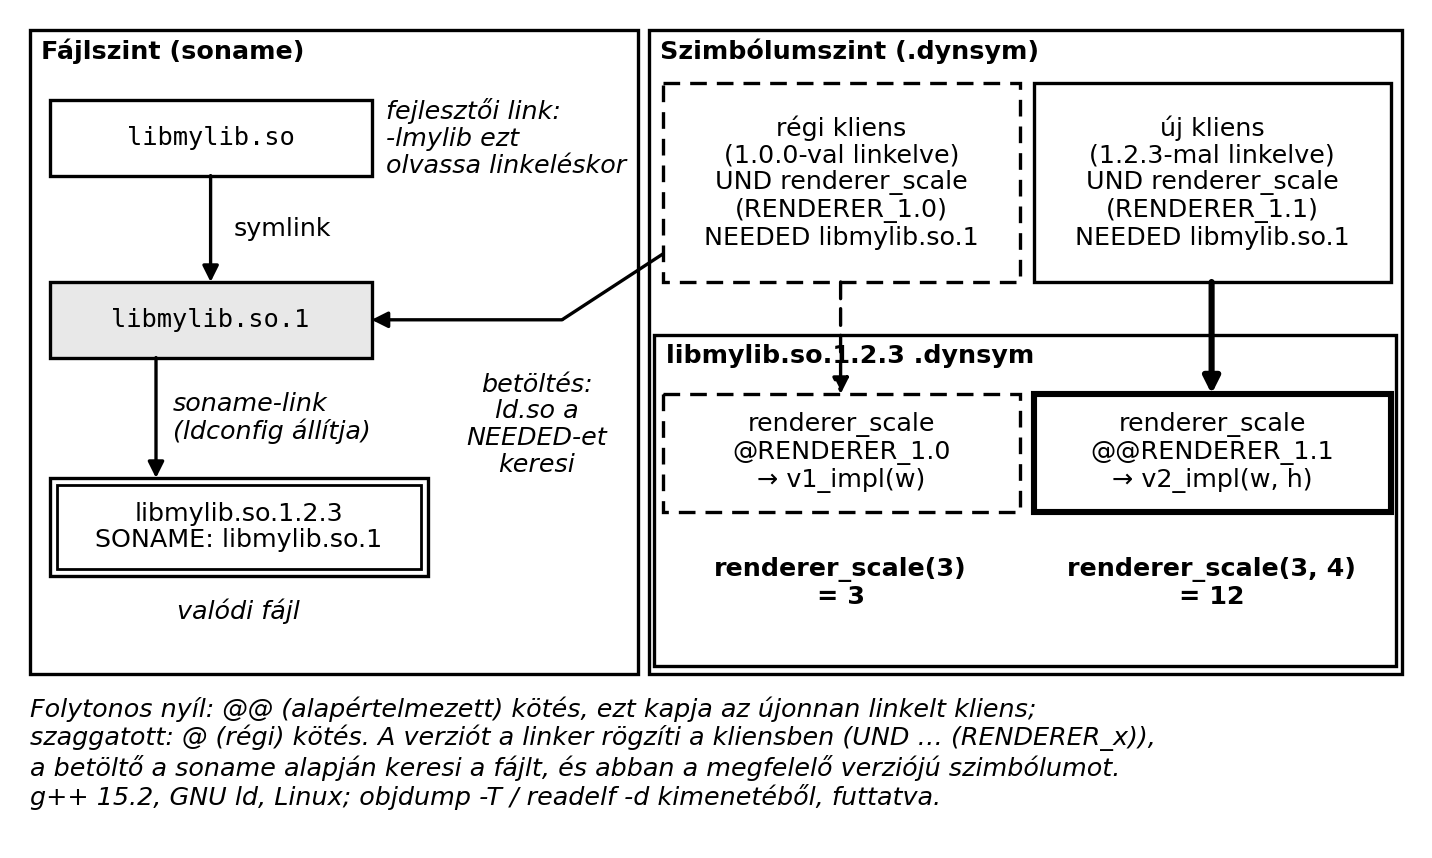 Fájlszint (soname)
libmylib.so
fejlesztői link:
-lmylib ezt
olvassa linkeléskor
symlink
libmylib.so.1
soname-link
(ldconfig állítja)
betöltés:
ld.so a
NEEDED-et
keresi
libmylib.so.1.2.3
SONAME: libmylib.so.1
valódi fájl
Szimbólumszint (.dynsym)
régi kliens
(1.0.0-val linkelve)
UND renderer_scale
(RENDERER_1.0)
NEEDED libmylib.so.1
új kliens
(1.2.3-mal linkelve)
UND renderer_scale
(RENDERER_1.1)
NEEDED libmylib.so.1
libmylib.so.1.2.3 .dynsym
renderer_scale
@RENDERER_1.0
→ v1_impl(w)
renderer_scale
@@RENDERER_1.1
→ v2_impl(w, h)
renderer_scale(3)
= 3
renderer_scale(3, 4)
= 12
Folytonos nyíl: @@ (alapértelmezett) kötés, ezt kapja az újonnan linkelt kliens;
szaggatott: @ (régi) kötés. A verziót a linker rögzíti a kliensben (UND … (RENDERER_x)),
a betöltő a soname alapján keresi a fájlt, és abban a megfelelő verziójú szimbólumot.
g++ 15.2, GNU ld, Linux; objdump -T / readelf -d kimenetéből, futtatva.